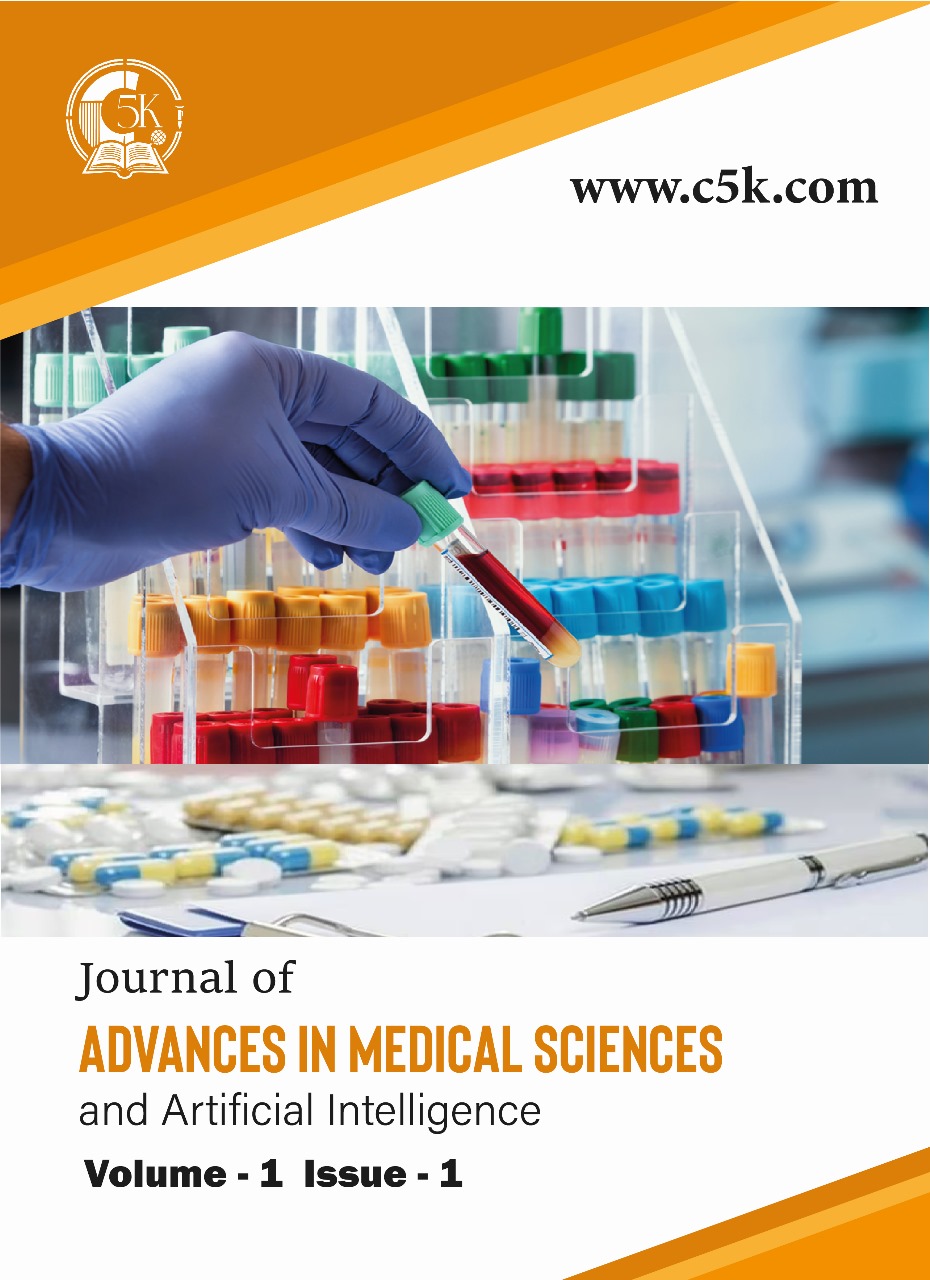 5K
www.c5k.com
Journal of
ADVANCES IN MEDICAL SCIENCES
and Artificial Intelligence
Volume - 1 Issue - 1